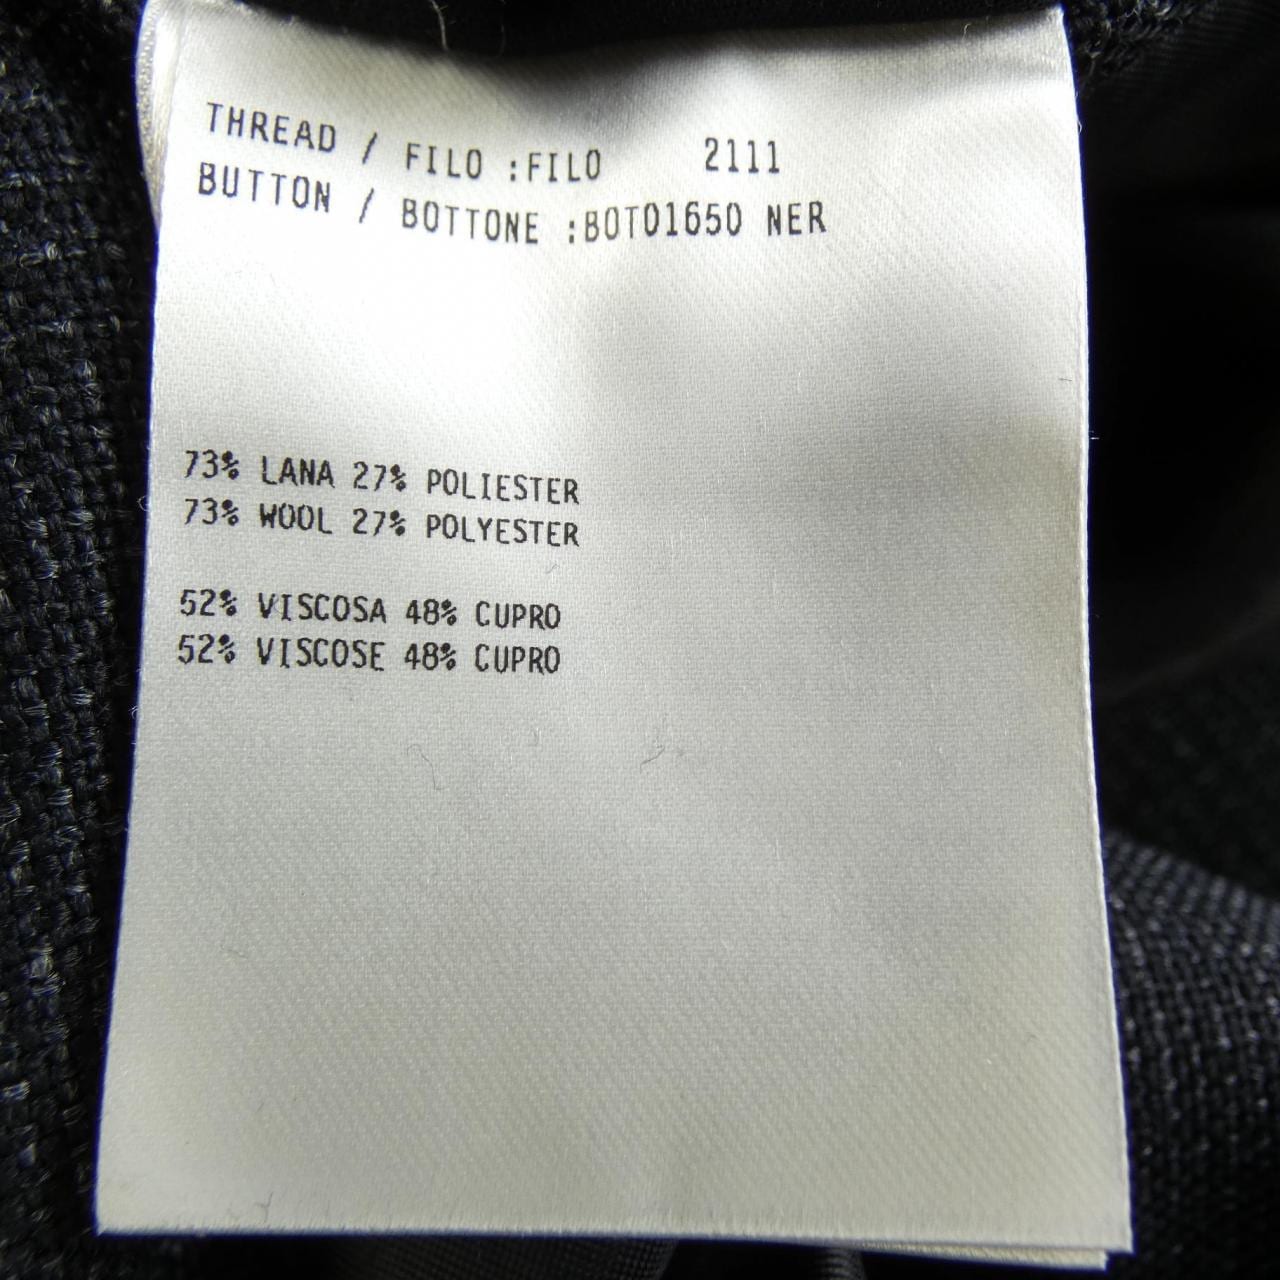 THREAD / FILO :FILO 2111
BUTTON / BOTTONE :BOT01650 NER
73% LANA 27% POLIESTER
73% WOOL 27% POLYESTER
52% VISCOSA 48% CUPRO
52% VISCOSE 48% CUPRO